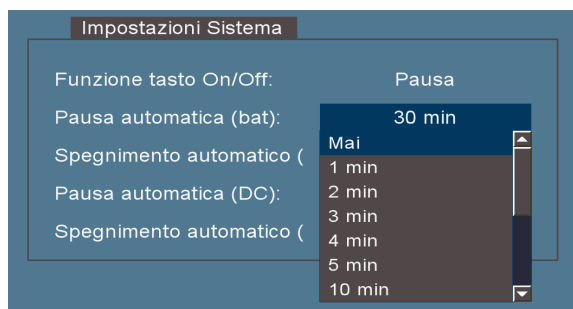 Impostazioni Sistema
Funzione tasto On/Off: Pausa
Pausa automatica (bat): 30 min
Mai
Spegnimento automatico (
1 min
2 min
Pausa automatica (DC):
3 min
Spegnimento automatico (
4 min
5 min
10 min